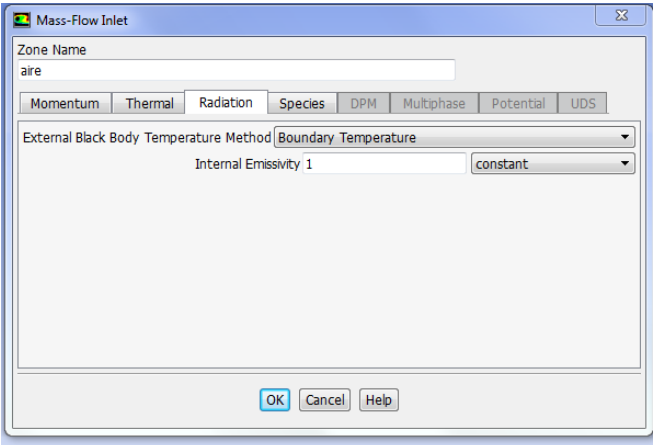 Mass-Flow Inlet
Zone Name
aire
Momentum Thermal Radiation Species DPM Multiphase Potential UDS
External Black Body Temperature Method Boundary Temperature
Internal Emissivity 1 constant
OK Cancel Help